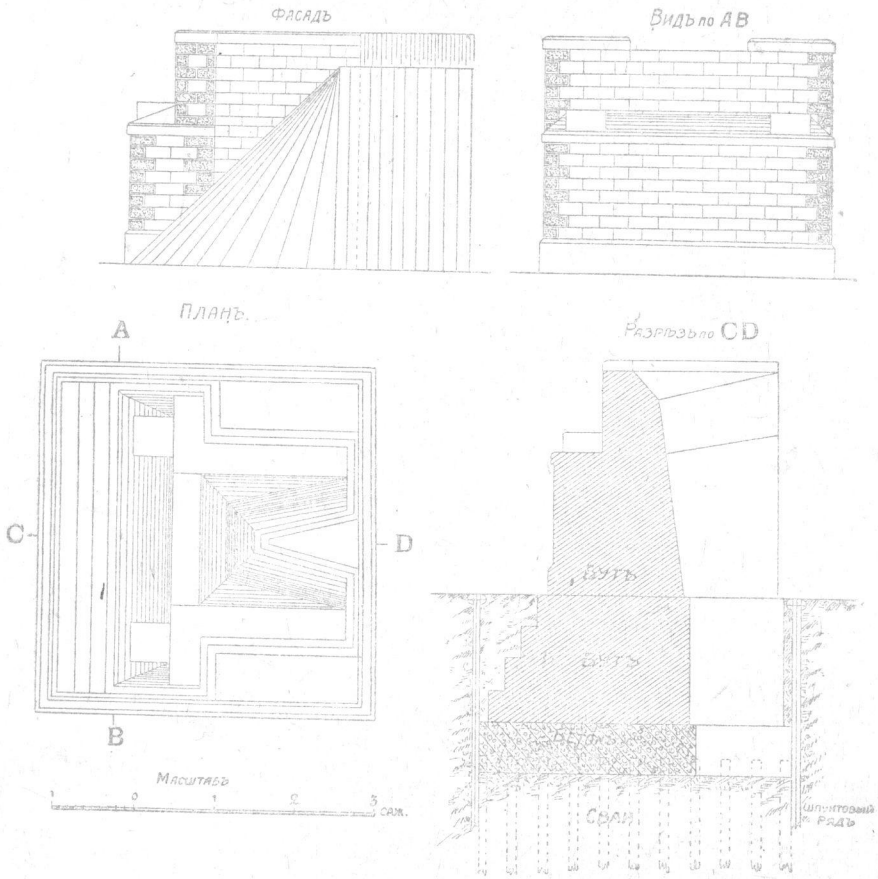 ФАСАДЪ
ВИДЪ по АВ
ПЛАНЪ.
A
C
D
B
РАЗРѢЗЪ по CD
БУТЪ
БУТЪ
БЕТОНЪ
СВАИ
ШПУНТОВЫЙ
РЯДЪ
МАСШТАБЪ
1 0 1 2 3 САЖ.